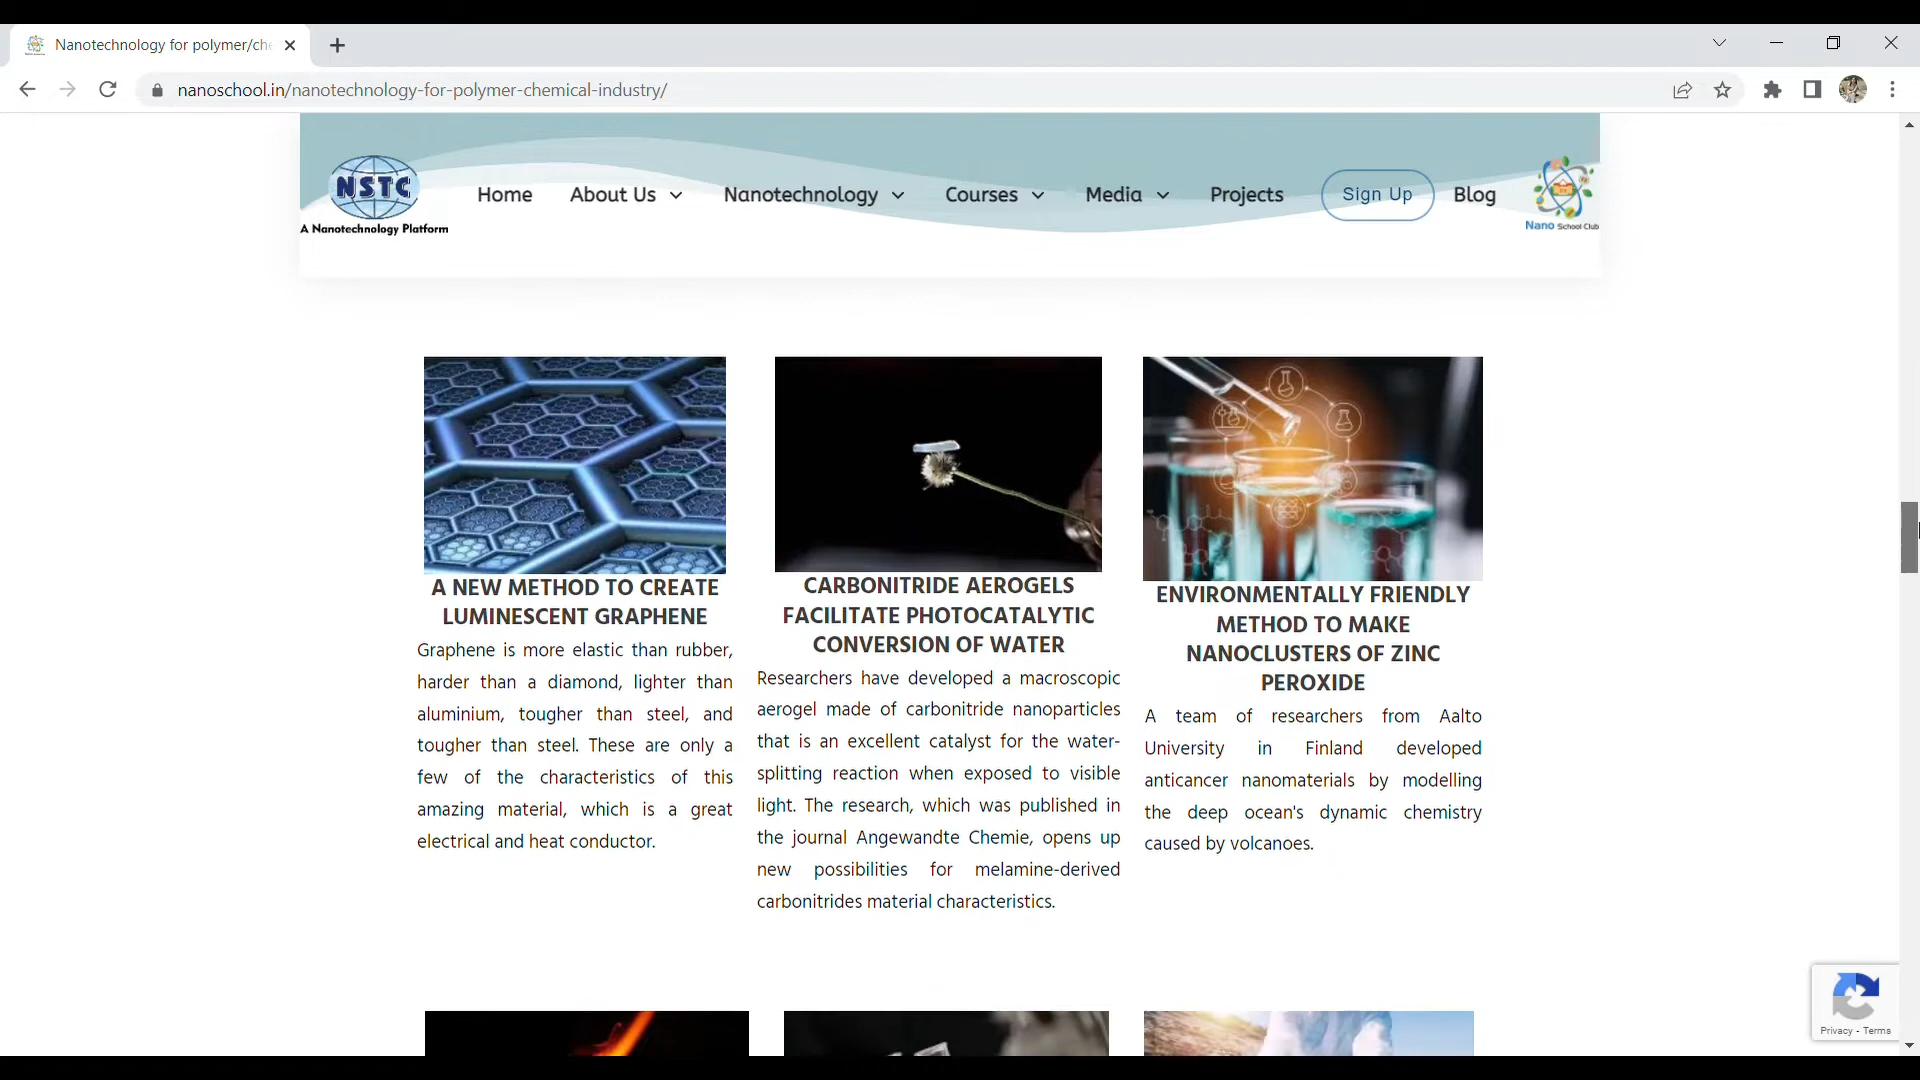 Nanotechnology for polymer/che
nanoschool.in/nanotechnology-for-polymer-chemical-industry/
NSTC
A Nanotechnology Platform
Home
About Us
Nanotechnology
Courses
Media
Projects
Sign Up
Blog
Nano School Club
A NEW METHOD TO CREATE
LUMINESCENT GRAPHENE
Graphene is more elastic than rubber,
harder than a diamond, lighter than
aluminium, tougher than steel, and
tougher than steel. These are only a
few of the characteristics of this
amazing material, which is a great
electrical and heat conductor.
CARBONITRIDE AEROGELS
FACILITATE PHOTOCATALYTIC
CONVERSION OF WATER
Researchers have developed a macroscopic
aerogel made of carbonitride nanoparticles
that is an excellent catalyst for the water-
splitting reaction when exposed to visible
light. The research, which was published in
the journal Angewandte Chemie, opens up
new possibilities for melamine-derived
carbonitrides material characteristics.
ENVIRONMENTALLY FRIENDLY
METHOD TO MAKE
NANOCLUSTERS OF ZINC
PEROXIDE
A team of researchers from Aalto
University in Finland developed
anticancer nanomaterials by modelling
the deep ocean's dynamic chemistry
caused by volcanoes.
Privacy - Terms